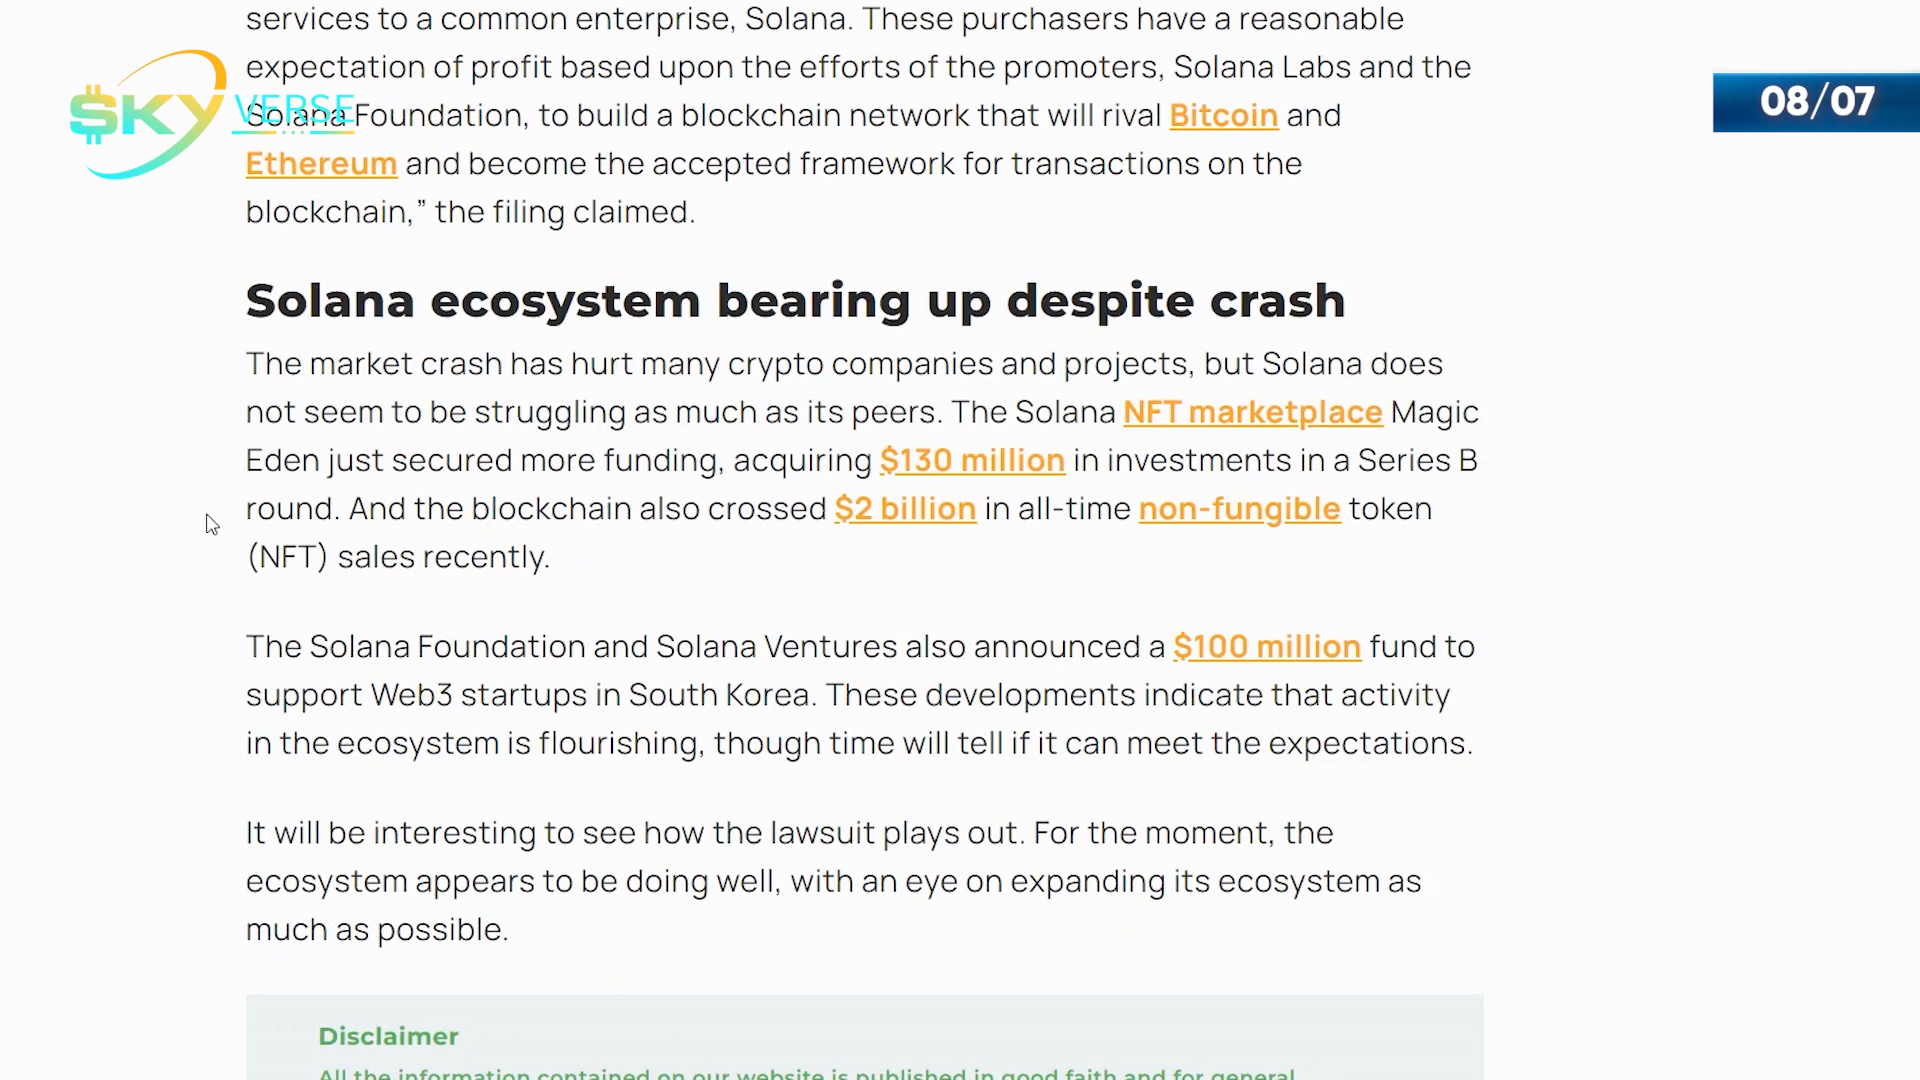 services to a common enterprise, Solana. These purchasers have a reasonable
expectation of profit based upon the efforts of the promoters, Solana Labs and the
Solana Foundation, to build a blockchain network that will rival Bitcoin and
Ethereum and become the accepted framework for transactions on the
blockchain,” the filing claimed.
$KY VERSE
08/07
Solana ecosystem bearing up despite crash
The market crash has hurt many crypto companies and projects, but Solana does
not seem to be struggling as much as its peers. The Solana NFT marketplace Magic
Eden just secured more funding, acquiring $130 million in investments in a Series B
round. And the blockchain also crossed $2 billion in all-time non-fungible token
(NFT) sales recently.
The Solana Foundation and Solana Ventures also announced a $100 million fund to
support Web3 startups in South Korea. These developments indicate that activity
in the ecosystem is flourishing, though time will tell if it can meet the expectations.
It will be interesting to see how the lawsuit plays out. For the moment, the
ecosystem appears to be doing well, with an eye on expanding its ecosystem as
much as possible.
Disclaimer
All the information contained on our website is published in good faith and for general